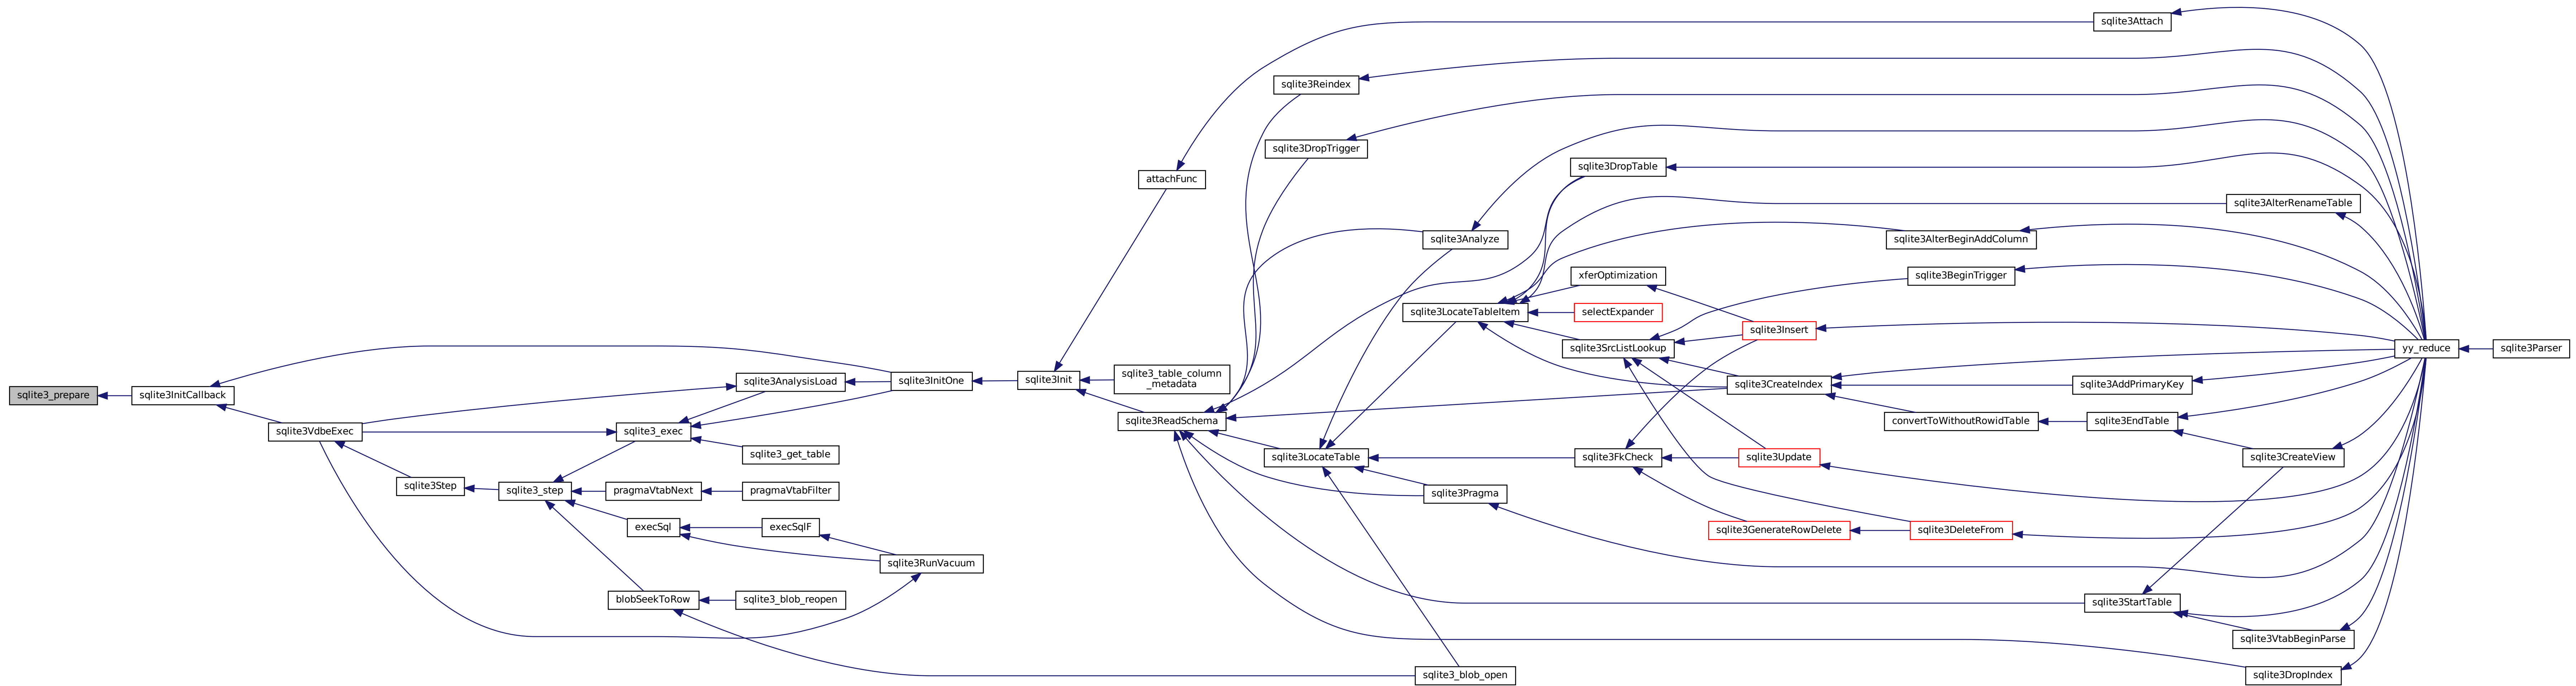 sqlite3_prepare
sqlite3InitCallback
sqlite3VdbeExec
sqlite3Step
sqlite3_step
sqlite3_exec
pragmaVtabNext
execSql
blobSeekToRow
sqlite3AnalysisLoad
sqlite3_get_table
pragmaVtabFilter
execSqlF
sqlite3_blob_reopen
sqlite3InitOne
sqlite3RunVacuum
sqlite3Init
attachFunc
sqlite3_table_column
_metadata
sqlite3ReadSchema
sqlite3Reindex
sqlite3DropTrigger
sqlite3LocateTable
sqlite3Analyze
sqlite3LocateTableItem
sqlite3Pragma
sqlite3_blob_open
sqlite3DropTable
xferOptimization
selectExpander
sqlite3SrcListLookup
sqlite3FkCheck
sqlite3Insert
sqlite3CreateIndex
sqlite3Update
sqlite3GenerateRowDelete
sqlite3AlterBeginAddColumn
sqlite3BeginTrigger
convertToWithoutRowidTable
sqlite3DeleteFrom
sqlite3Attach
sqlite3AddPrimaryKey
sqlite3EndTable
sqlite3StartTable
sqlite3AlterRenameTable
sqlite3CreateView
sqlite3VtabBeginParse
sqlite3DropIndex
yy_reduce
sqlite3Parser